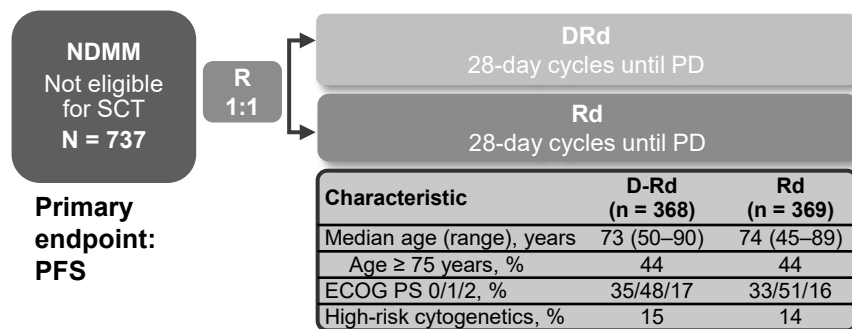 NDMM
Not eligible
for SCT
N = 737
R
1:1
DRd
28-day cycles until PD
Rd
28-day cycles until PD
Primary
endpoint:
PFS
Characteristic D-Rd (n = 368) Rd (n = 369)
Median age (range), years 73 (50–90) 74 (45–89)
Age ≥ 75 years, % 44 44
ECOG PS 0/1/2, % 35/48/17 33/51/16
High-risk cytogenetics, % 15 14